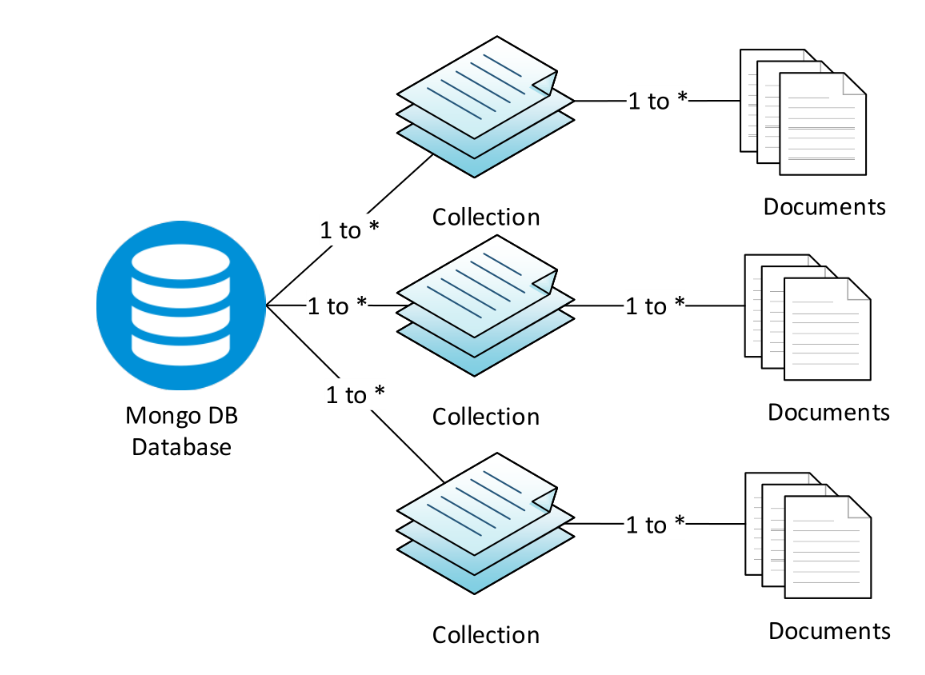 1 to *
Documents
Collection
1 to *
1 to *
1 to *
Mongo DB
Database
Collection
Documents
1 to *
1 to *
Collection
Documents